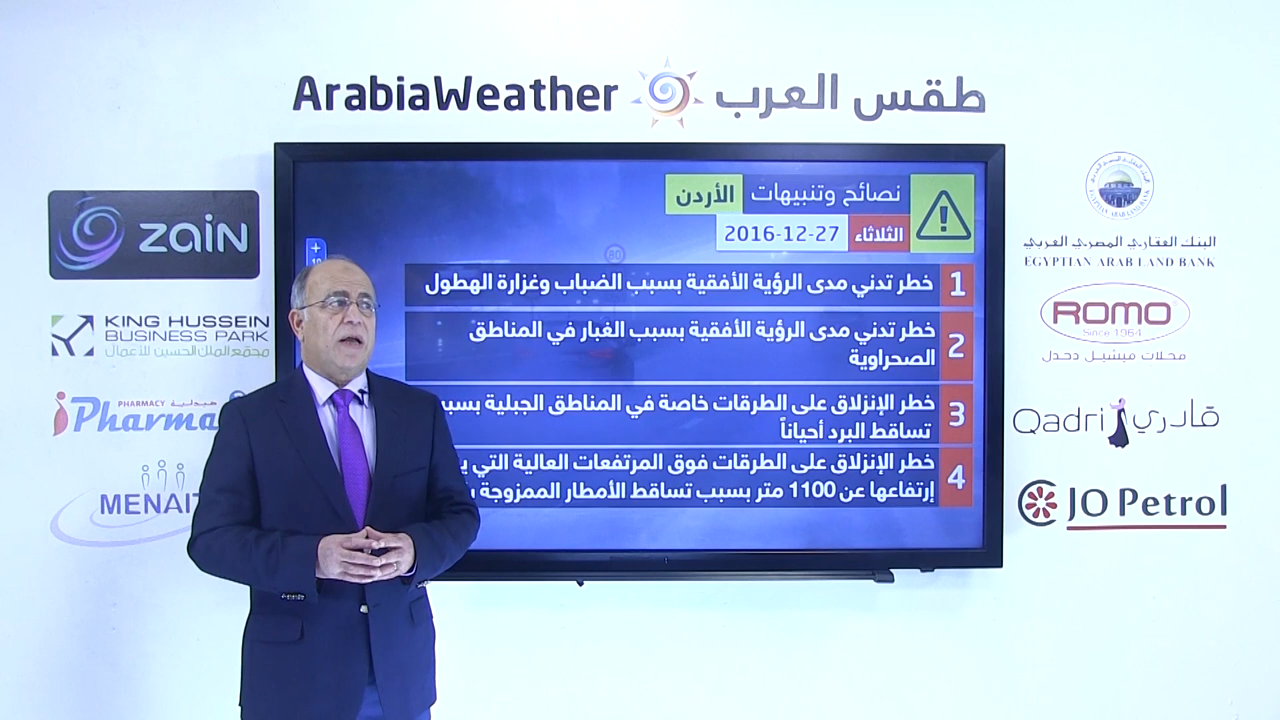 ArabiaWeather طقس العرب
نصائح وتنبيهات الأردن
الثلاثاء 27-12-2016
1 خطر تدني مدى الرؤية الأفقية بسبب الضباب وغزارة الهطول
2 خطر تدني مدى الرؤية الأفقية بسبب الغبار في المناطق
الصحراوية
3 خطر الإنزلاق على الطرقات خاصة في المناطق الجبلية
تساقط البرد أحياناً
4 خطر الإنزلاق على الطرقات فوق المرتفعات العالية التي
إرتفاعها عن 1100 متر بسبب تساقط الأمطار الممزوجة
zain
KING HUSSEIN
BUSINESS PARK
مجمع الملك الحسين للأعمال
PHARMACY صيدلية
iPharma
MENAIT
البنك العقاري المصري العربي
EGYPTIAN ARAB LAND BANK
ROMO
Since 1964
محلات ميشيل دحدل
Qadri قادري
JO Petrol